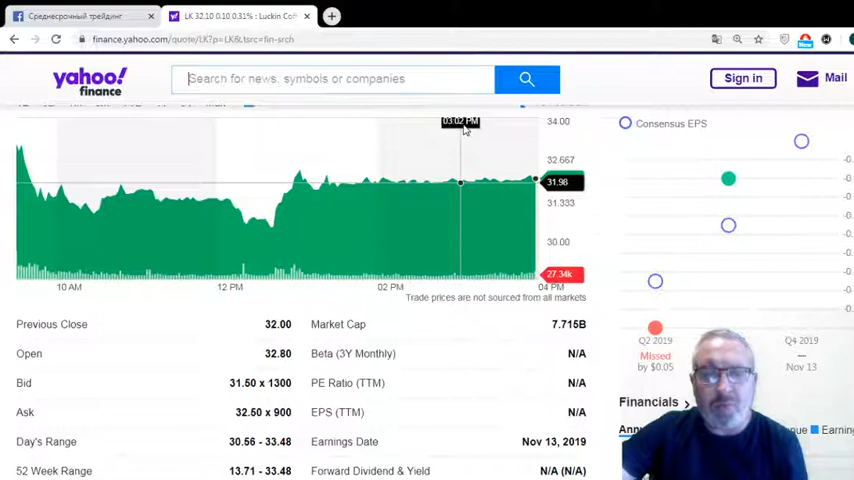 Среднесрочный трейдинг
LK 32.10 0.10 0.31% : Luckin Cof
finance.yahoo.com/quote/LK?p=LK&tsrc=fin-srch
New
yahoo!
finance
Search for news, symbols or companies
Sign in
Mail
03:02 PM
34.00
32.667
31.98
31.333
30.00
27.34k
10 AM
12 PM
02 PM
04 PM
Trade prices are not sourced from all markets
Consensus EPS
Q2 2019
Q4 2019
Missed
by $0.05
—
Nov 13
Financials
Previous Close 32.00
Market Cap 7.715B
Open 32.80
Beta (3Y Monthly) N/A
Bid 31.50 x 1300
PE Ratio (TTM) N/A
Ask 32.50 x 900
EPS (TTM) N/A
Day's Range 30.56 - 33.48
Earnings Date Nov 13, 2019
52 Week Range 13.71 - 33.48
Forward Dividend & Yield N/A (N/A)